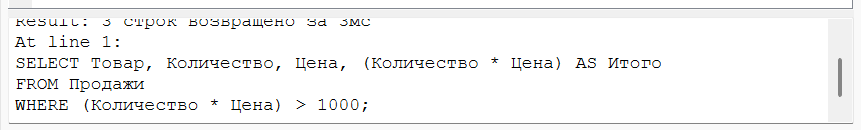 Result: 3 строк возвращено за 3мс
At line 1:
SELECT Товар, Количество, Цена, (Количество * Цена) AS Итого
FROM Продажи
WHERE (Количество * Цена) > 1000;